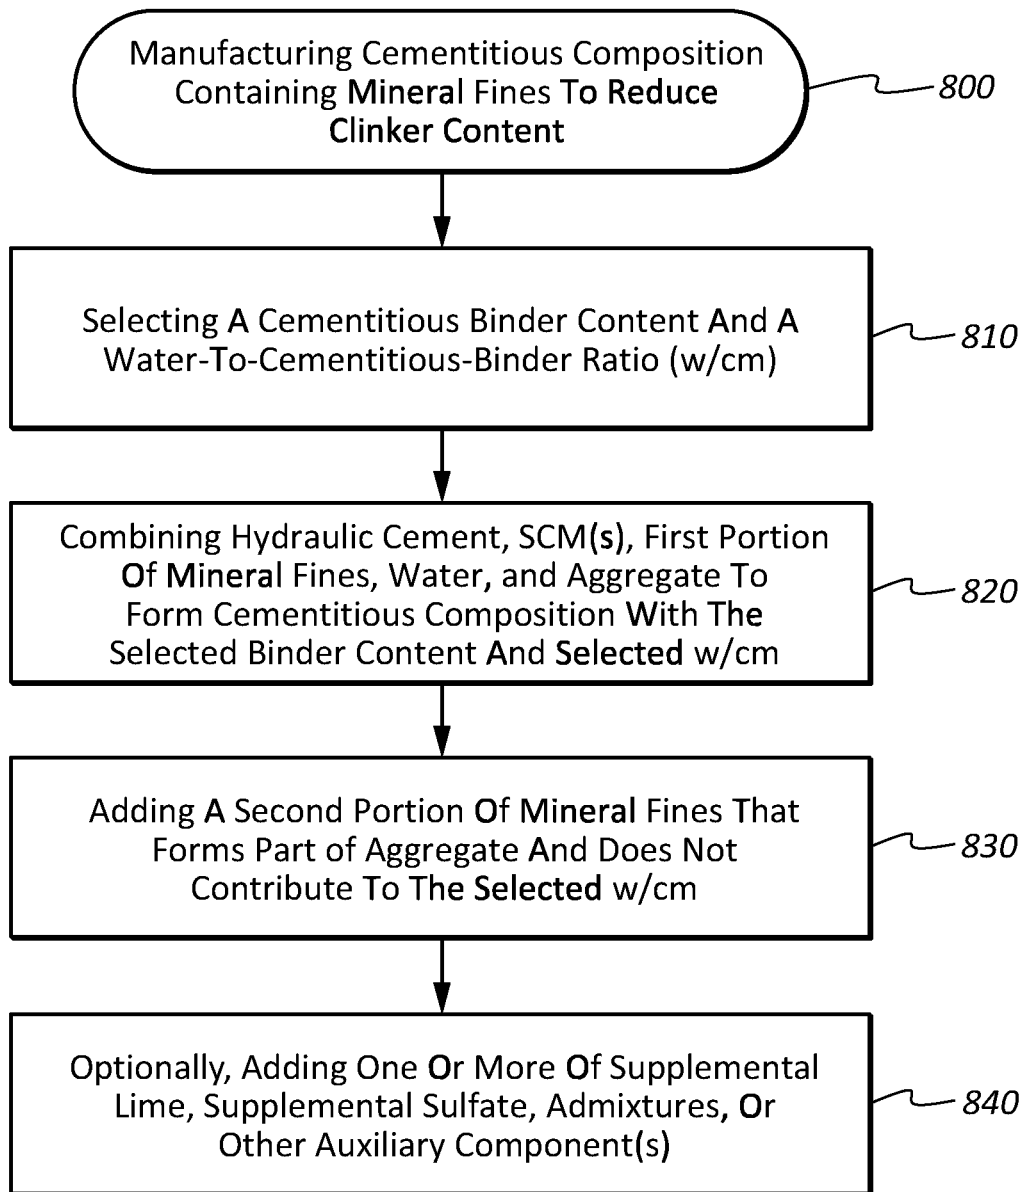 Manufacturing Cementitious Composition
Containing Mineral Fines To Reduce
Clinker Content
800
Selecting A Cementitious Binder Content And A
Water-To-Cementitious-Binder Ratio (w/cm)
810
Combining Hydraulic Cement, SCM(s), First Portion
Of Mineral Fines, Water, and Aggregate To
Form Cementitious Composition With The
Selected Binder Content And Selected w/cm
820
Adding A Second Portion Of Mineral Fines That
Forms Part of Aggregate And Does Not
Contribute To The Selected w/cm
830
Optionally, Adding One Or More Of Supplemental
Lime, Supplemental Sulfate, Admixtures, Or
Other Auxiliary Component(s)
840